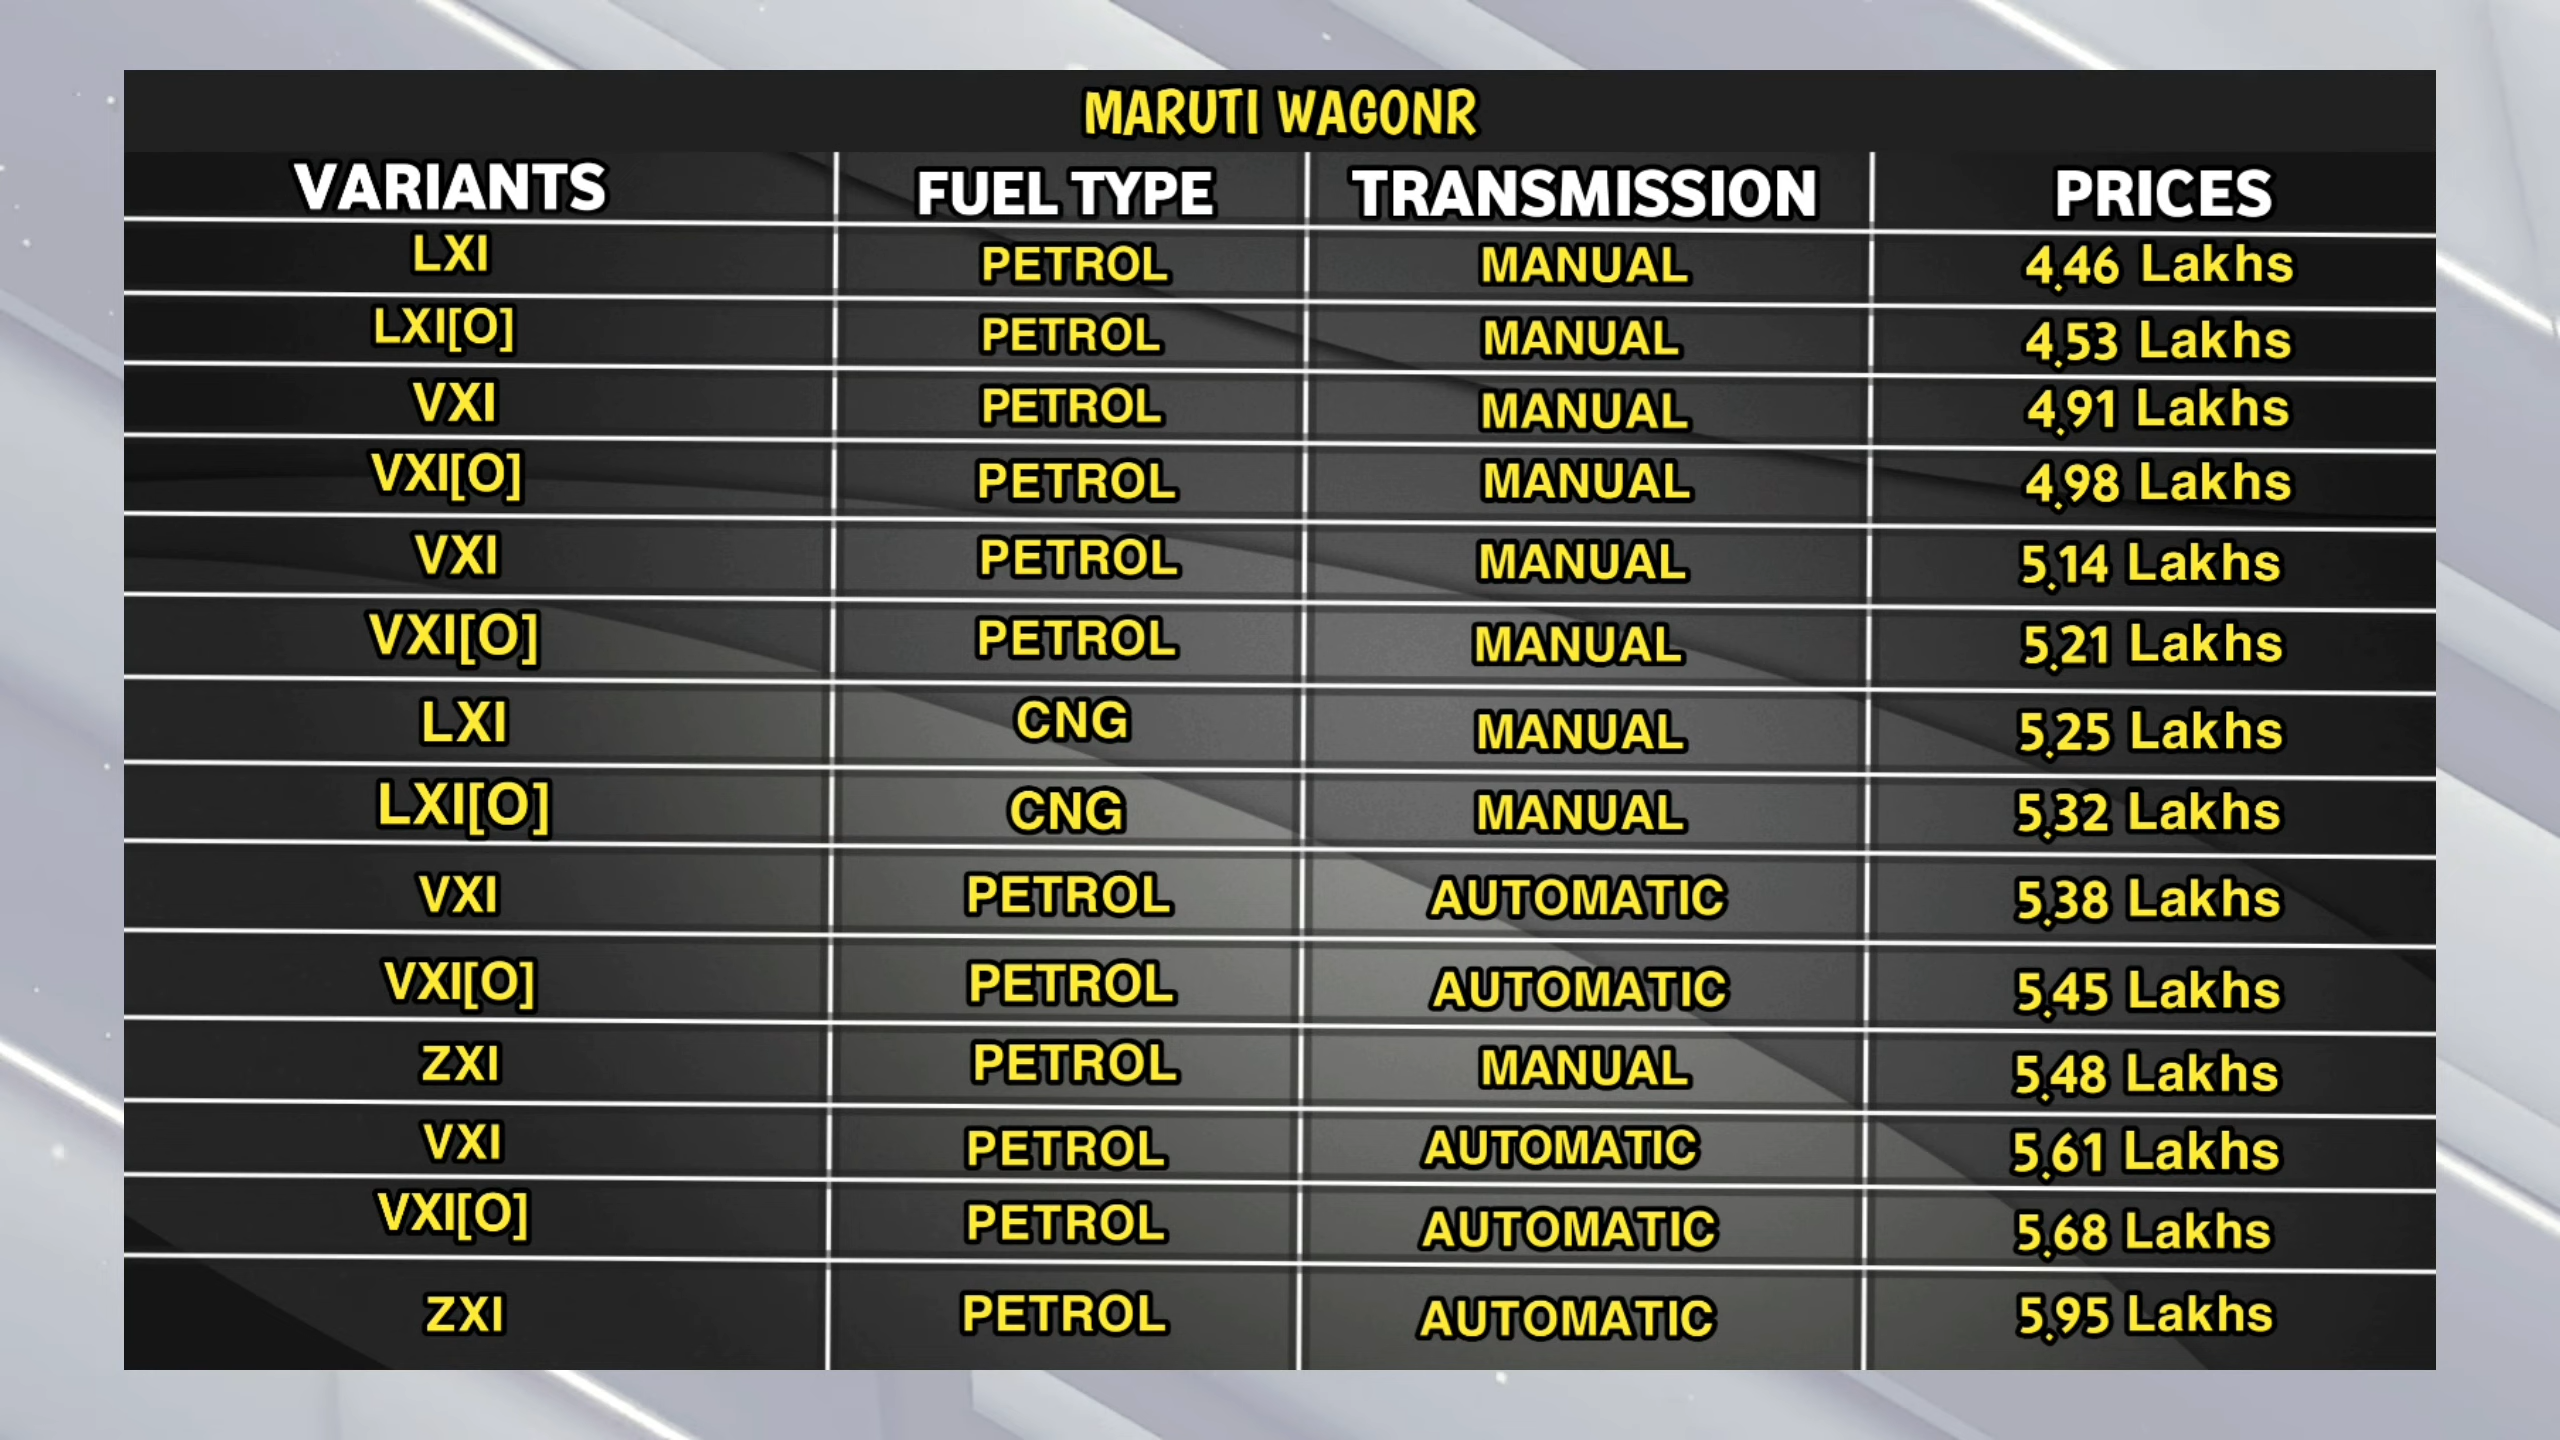 MARUTI WAGONR
VARIANTS FUEL TYPE TRANSMISSION PRICES
LXI PETROL MANUAL 4.46 Lakhs
LXI[O] PETROL MANUAL 4.53 Lakhs
VXI PETROL MANUAL 4.91 Lakhs
VXI[O] PETROL MANUAL 4.98 Lakhs
VXI PETROL MANUAL 5.14 Lakhs
VXI[O] PETROL MANUAL 5.21 Lakhs
LXI CNG MANUAL 5.25 Lakhs
LXI[O] CNG MANUAL 5.32 Lakhs
VXI PETROL AUTOMATIC 5.38 Lakhs
VXI[O] PETROL AUTOMATIC 5.45 Lakhs
ZXI PETROL MANUAL 5.48 Lakhs
VXI PETROL AUTOMATIC 5.61 Lakhs
VXI[O] PETROL AUTOMATIC 5.68 Lakhs
ZXI PETROL AUTOMATIC 5.95 Lakhs